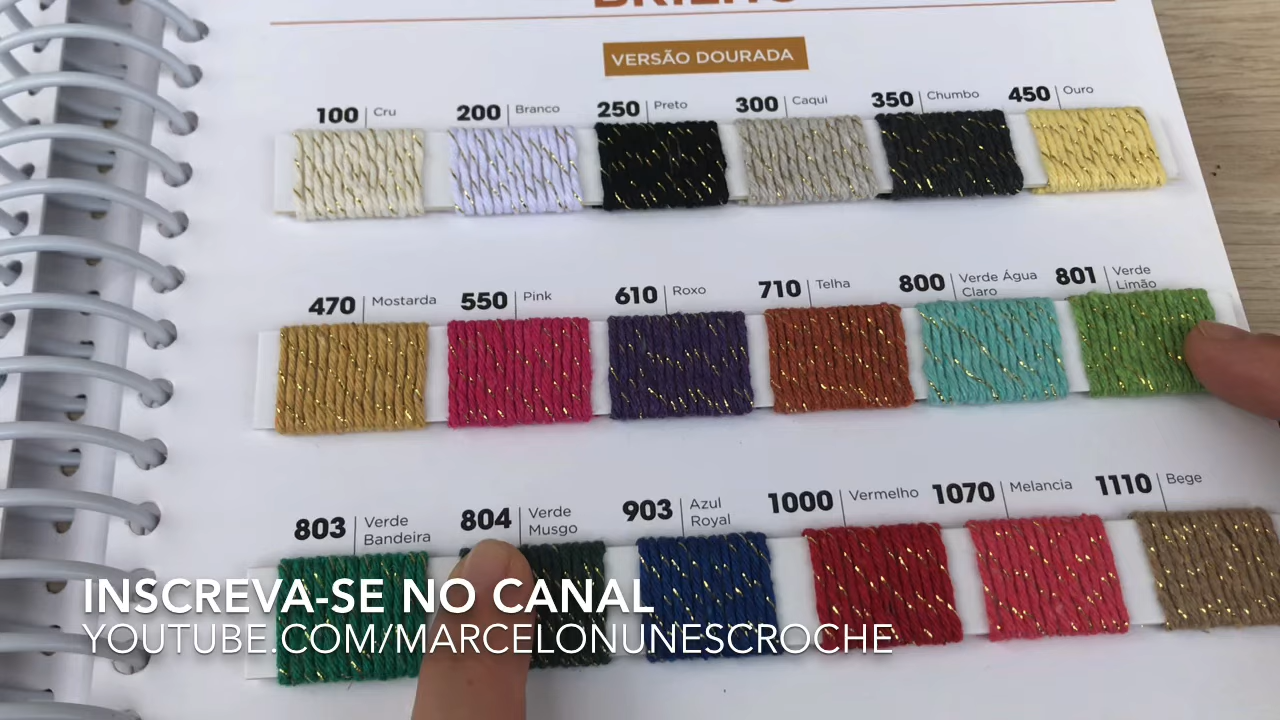 BRILHO
VERSÃO DOURADA
100 Cru 200 Branco 250 Preto 300 Caqui 350 Chumbo 450 Ouro
470 Mostarda 550 Pink 610 Roxo 710 Telha 800 Verde Água Claro 801 Verde Limão
803 Verde Bandeira 804 Verde Musgo 903 Azul Royal 1000 Vermelho 1070 Melancia 1110 Bege
INSCREVA-SE NO CANAL
YOUTUBE.COM/MARCELONUNESCROCHE